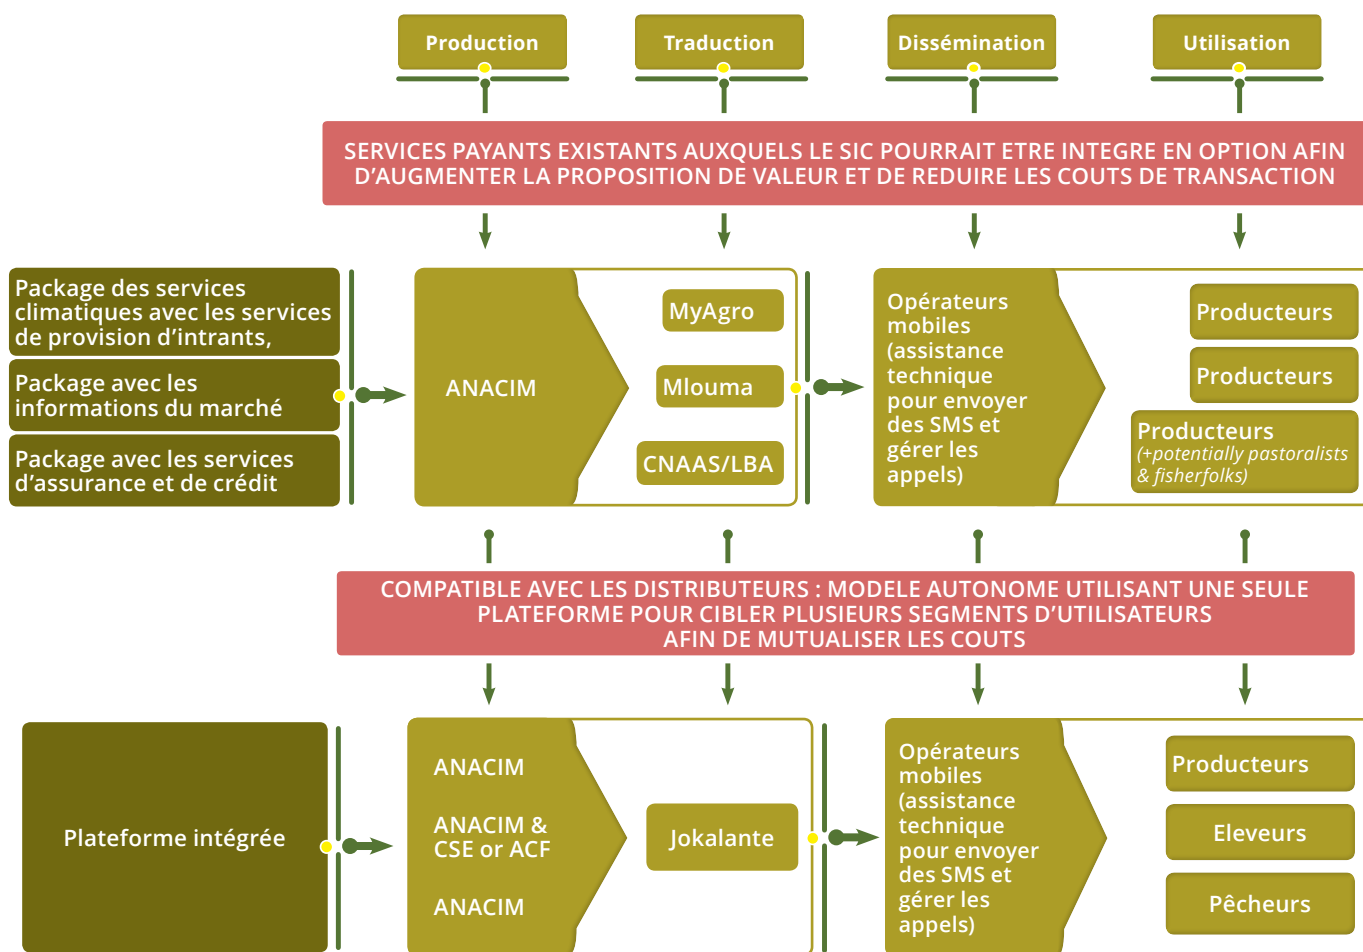 Production
Traduction
Dissémination
Utilisation
SERVICES PAYANTS EXISTANTS AUXQUELS LE SIC POURRAIT ETRE INTEGRE EN OPTION AFIN
D’AUGMENTER LA PROPOSITION DE VALEUR ET DE REDUIRE LES COUTS DE TRANSACTION
Package des services
climatiques avec les services
de provision d’intrants,
Package avec les
informations du marché
Package avec les services
d’assurance et de crédit
ANACIM
MyAgro
Mlouma
CNAAS/LBA
Opérateurs
mobiles
(assistance
technique
pour envoyer
des SMS et
gérer les
appels)
Producteurs
Producteurs
Producteurs
(+potentially pastoralists
& fisherfolks)
COMPATIBLE AVEC LES DISTRIBUTEURS : MODELE AUTONOME UTILISANT UNE SEULE
PLATEFORME POUR CIBLER PLUSIEURS SEGMENTS D’UTILISATEURS
AFIN DE MUTUALISER LES COUTS
Plateforme intégrée
ANACIM
ANACIM &
CSE or ACF
ANACIM
Jokalante
Opérateurs
mobiles
(assistance
technique
pour envoyer
des SMS et
gérer les
appels)
Producteurs
Eleveurs
Pêcheurs